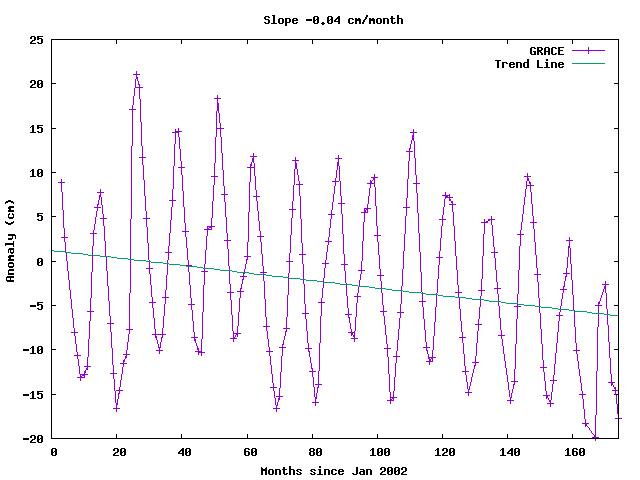 Slope -0.04 cm/month
GRACE
Trend Line
Anomaly (cm)
25
20
15
10
5
0
-5
-10
-15
-20
0 20 40 60 80 100 120 140 160
Months since Jan 2002